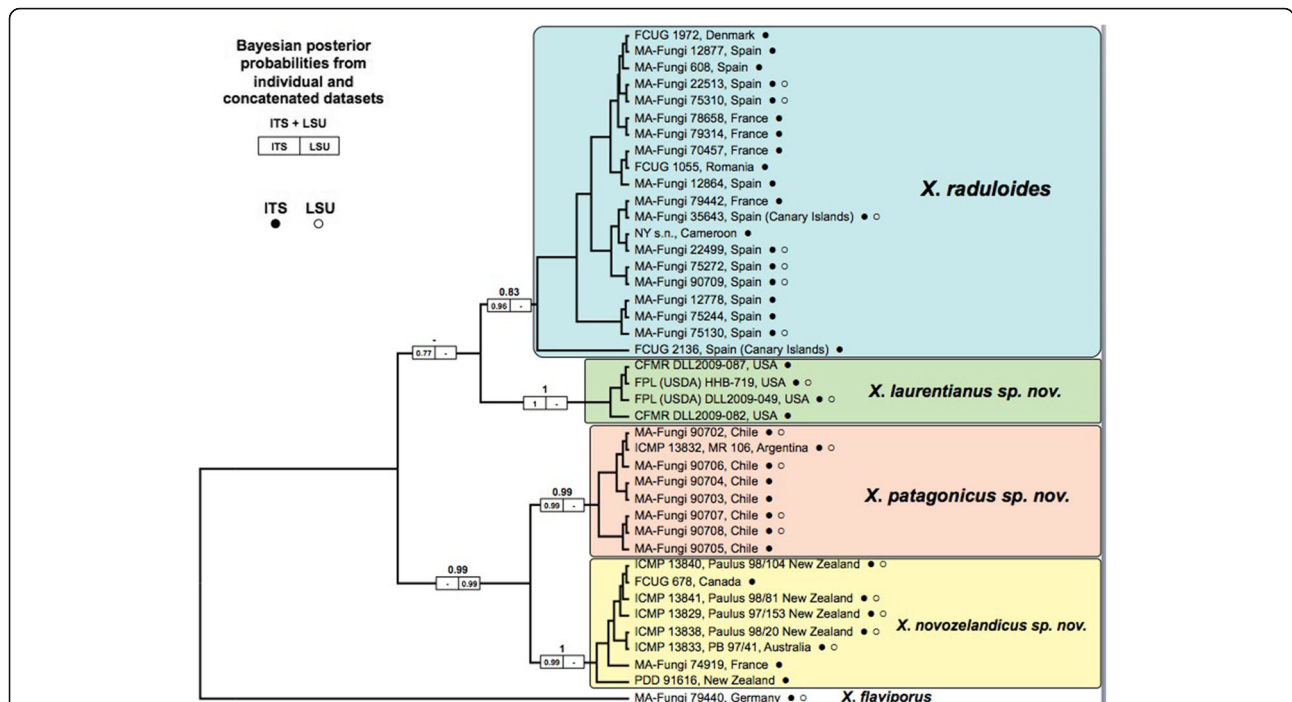 Bayesian posterior
probabilities from
individual and
concatenated datasets
ITS + LSU
ITS LSU
ITS LSU
● ○
FCUG 1972, Denmark ●
MA-Fungi 12877, Spain ●
MA-Fungi 608, Spain ●
MA-Fungi 22513, Spain ● ○
MA-Fungi 75310, Spain ● ○
MA-Fungi 78658, France ●
MA-Fungi 79314, France ●
MA-Fungi 70457, France ●
FCUG 1055, Romania ●
MA-Fungi 12864, Spain ●
MA-Fungi 79442, France ●
MA-Fungi 35643, Spain (Canary Islands) ● ○
NY s.n., Cameroon ●
MA-Fungi 22499, Spain ● ○
MA-Fungi 75272, Spain ● ○
MA-Fungi 90709, Spain ● ○
MA-Fungi 12778, Spain ●
MA-Fungi 75244, Spain ●
MA-Fungi 75130, Spain ● ○
FCUG 2136, Spain (Canary Islands) ●
X. raduloides
0.83
0.96 -
-
0.77 -
CFMR DLL2009-087, USA ●
FPL (USDA) HHB-719, USA ● ○
FPL (USDA) DLL2009-049, USA ● ○
CFMR DLL2009-082, USA ●
X. laurentianus sp. nov.
1
1 -
MA-Fungi 90702, Chile ● ○
ICMP 13832, MR 106, Argentina ● ○
MA-Fungi 90706, Chile ● ○
MA-Fungi 90704, Chile ●
MA-Fungi 90703, Chile ●
MA-Fungi 90707, Chile ● ○
MA-Fungi 90708, Chile ● ○
MA-Fungi 90705, Chile ●
X. patagonicus sp. nov.
0.99
0.99 -
0.99
- 0.99
ICMP 13840, Paulus 98/104 New Zealand ● ○
FCUG 678, Canada ●
ICMP 13841, Paulus 98/81 New Zealand ● ○
ICMP 13829, Paulus 97/153 New Zealand ● ○
ICMP 13838, Paulus 98/20 New Zealand ● ○
ICMP 13833, PB 97/41, Australia ● ○
MA-Fungi 74919, France ●
PDD 91616, New Zealand ●
X. novozelandicus sp. nov.
1
0.99 -
MA-Fungi 79440, Germany ● ○
X. flaviporus